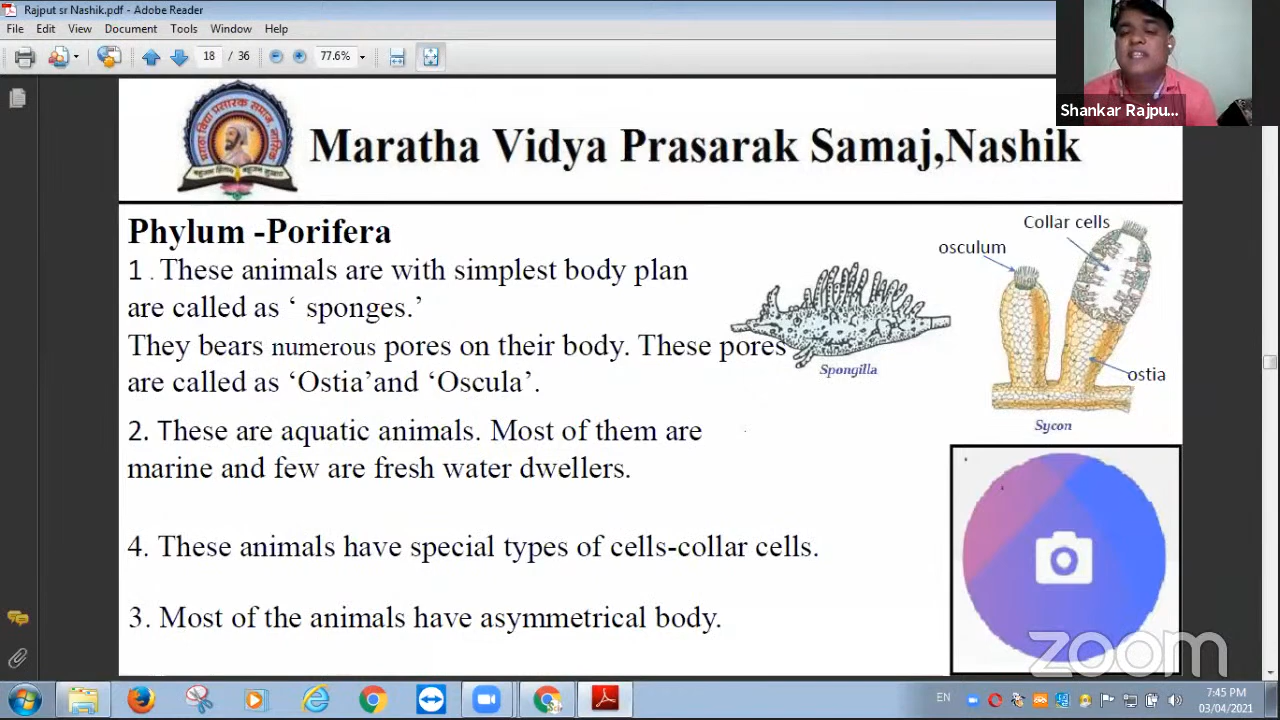 Rajput sr Nashik.pdf - Adobe Reader
File Edit View Document Tools Window Help
18 / 36 77.6%
Shankar Rajpu...
Maratha Vidya Prasarak Samaj,Nashik
Phylum -Porifera
1 . These animals are with simplest body plan
are called as ‘ sponges.’
They bears numerous pores on their body. These pores
are called as ‘Ostia’and ‘Oscula’.
Spongilla
Collar cells
osculum
ostia
Sycon
2. These are aquatic animals. Most of them are
marine and few are fresh water dwellers.
4. These animals have special types of cells-collar cells.
3. Most of the animals have asymmetrical body.
zoom
EN
7:45 PM
03/04/2021